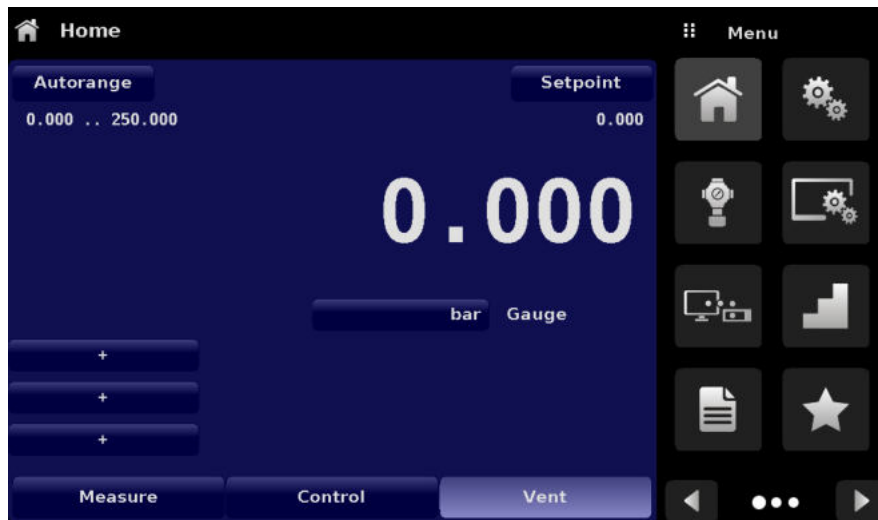 Home
Menu
Autorange
Setpoint
0.000 .. 250.000
0.000
0.000
bar Gauge
+
+
+
Measure
Control
Vent